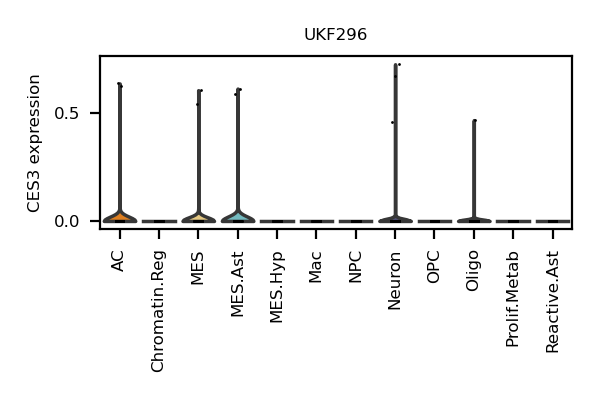 UKF296
CES3 expression
0.5
0.0
AC
Chromatin.Reg
MES
MES.Ast
MES.Hyp
Mac
NPC
Neuron
OPC
Oligo
Prolif.Metab
Reactive.Ast